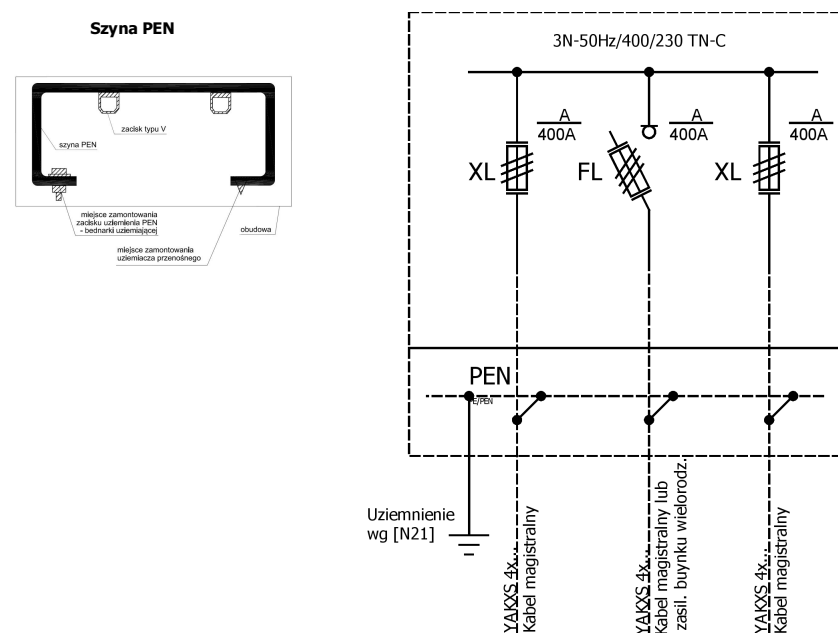 Szyna PEN
zacisk typu V
szyna PEN
miejsce zamontowania
zacisku uziemienia PEN
- bednarki uziemiającej
obudowa
miejsce zamontowania
uziemiacza przenośnego
3N-50Hz/400/230 TN-C
A
400A
A
400A
A
400A
XL
FL
XL
PEN
E/PEN
Uziemnienie
wg [N21]
YAKXS 4x...
Kabel magistralny
YAKXS 4x...
Kabel magistralny lub
zasil. buynku wielorodz.
YAKXS 4x...
Kabel magistralny